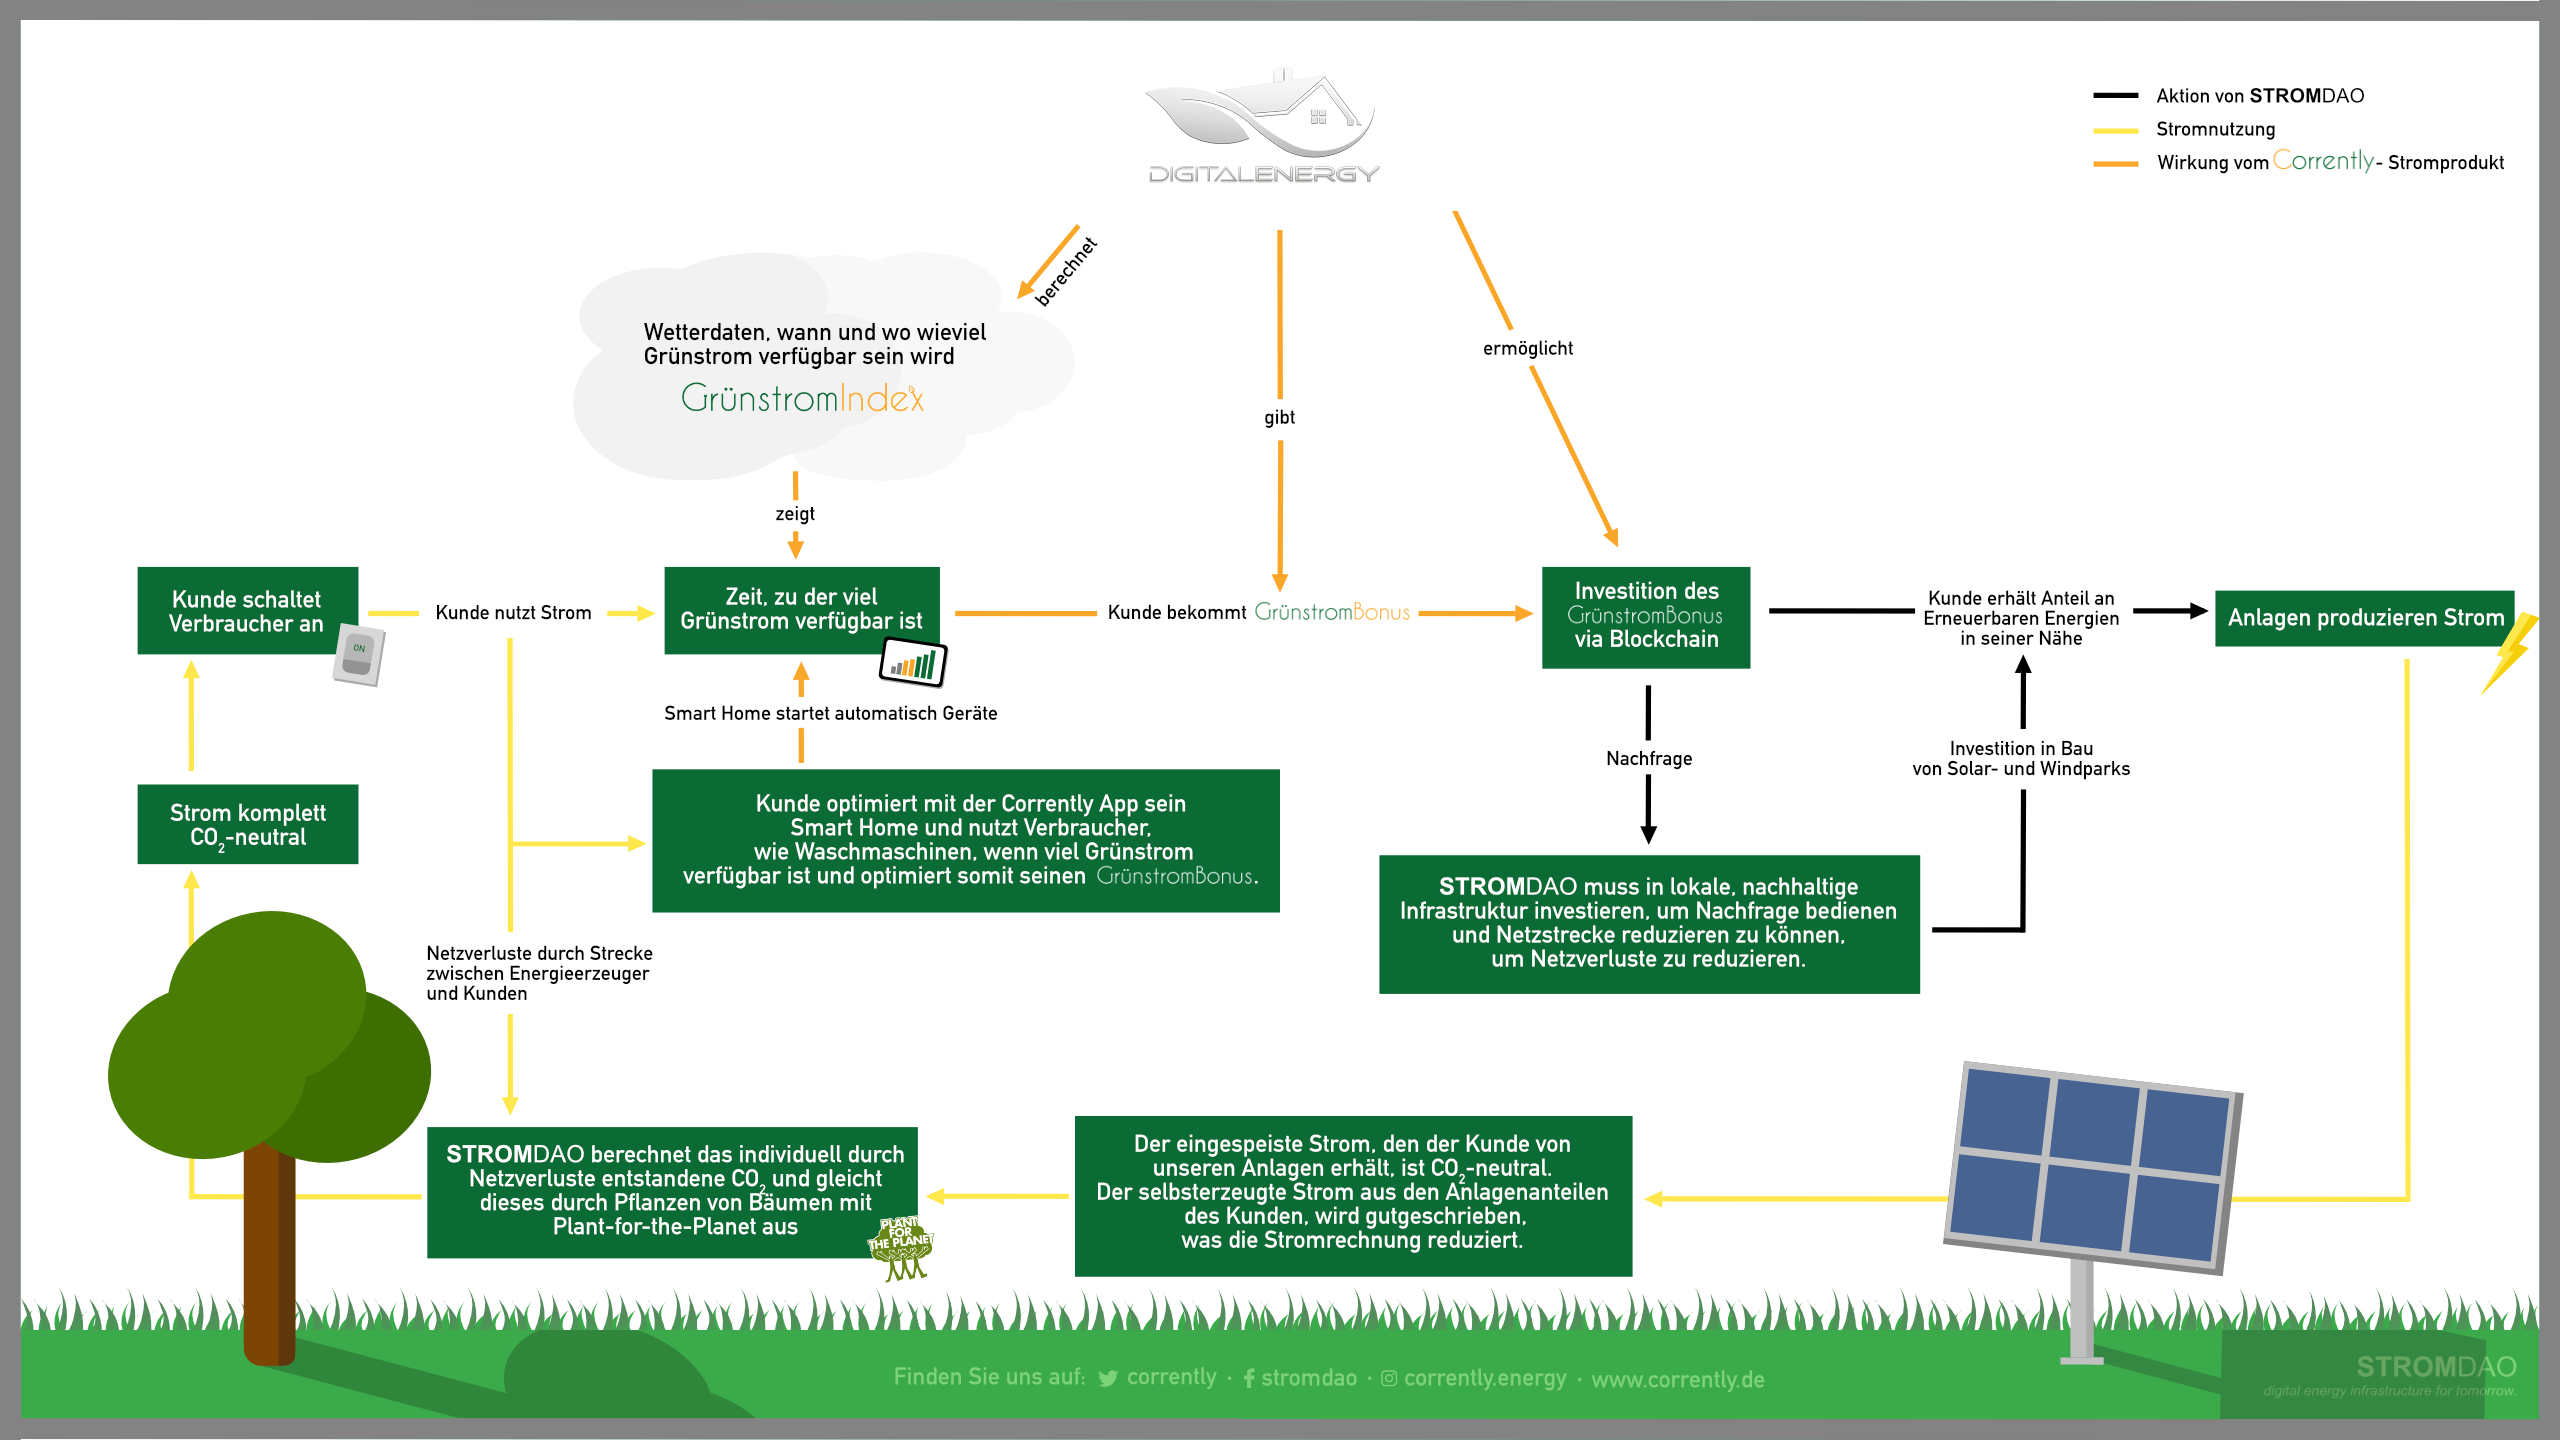 DIGITALENERGY
Aktion von STROMDAO
Stromnutzung
Wirkung vom Corrently- Stromprodukt
berechnet
Wetterdaten, wann und wo wieviel
Grünstrom verfügbar sein wird
GrünstromIndex
ermöglicht
gibt
zeigt
Kunde schaltet
Verbraucher an
ON
Kunde nutzt Strom
Zeit, zu der viel
Grünstrom verfügbar ist
Kunde bekommt GrünstromBonus
Investition des
GrünstromBonus
via Blockchain
Kunde erhält Anteil an
Erneuerbaren Energien
in seiner Nähe
Anlagen produzieren Strom
Smart Home startet automatisch Geräte
Nachfrage
Investition in Bau
von Solar- und Windparks
Strom komplett
CO2-neutral
Kunde optimiert mit der Corrently App sein
Smart Home und nutzt Verbraucher,
wie Waschmaschinen, wenn viel Grünstrom
verfügbar ist und optimiert somit seinen GrünstromBonus.
STROMDAO muss in lokale, nachhaltige
Infrastruktur investieren, um Nachfrage bedienen
und Netzstrecke reduzieren zu können,
um Netzverluste zu reduzieren.
Netzverluste durch Strecke
zwischen Energieerzeuger
und Kunden
STROMDAO berechnet das individuell durch
Netzverluste entstandene CO2 und gleicht
dieses durch Pflanzen von Bäumen mit
Plant-for-the-Planet aus
PLANT
FOR
THE PLANET
Der eingespeiste Strom, den der Kunde von
unseren Anlagen erhält, ist CO2-neutral.
Der selbsterzeugte Strom aus den Anlagenanteilen
des Kunden, wird gutgeschrieben,
was die Stromrechnung reduziert.
Finden Sie uns auf: corrently · stromdao · corrently.energy · www.corrently.de
STROMDAO
digital energy infrastructure for tomorrow.